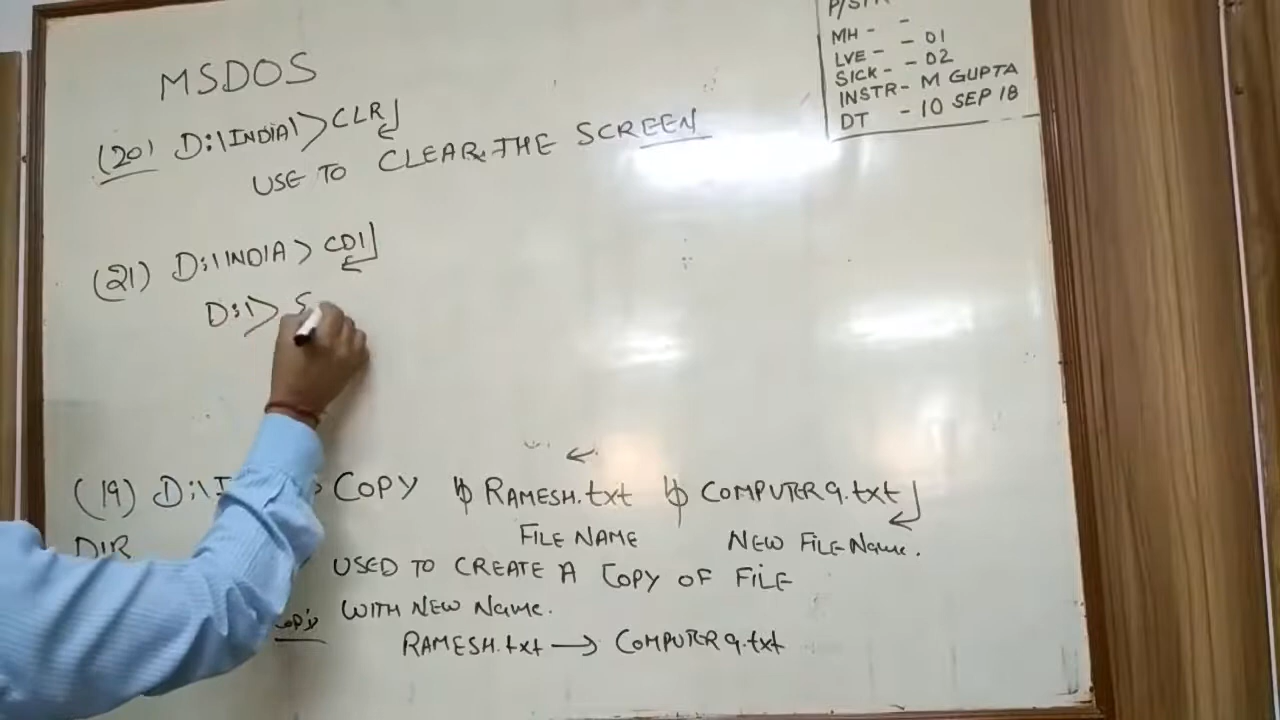 MSDOS
(20) D:\INDIA\>CLR
USE TO CLEAR THE SCREEN
(21) D:\INDIA > CD\
D:\> S
(19) D:\I > COPY RAMESH.txt COMPUTER9.txt
FILE NAME NEW FILE Name.
DIR
USED TO CREATE A COPY OF FILE
WITH NEW Name.
RAMESH.txt → COMPUTER9.txt
MH - -
LVE - - 01
SICK - - 02
INSTR - M GUPTA
DT - 10 SEP 18